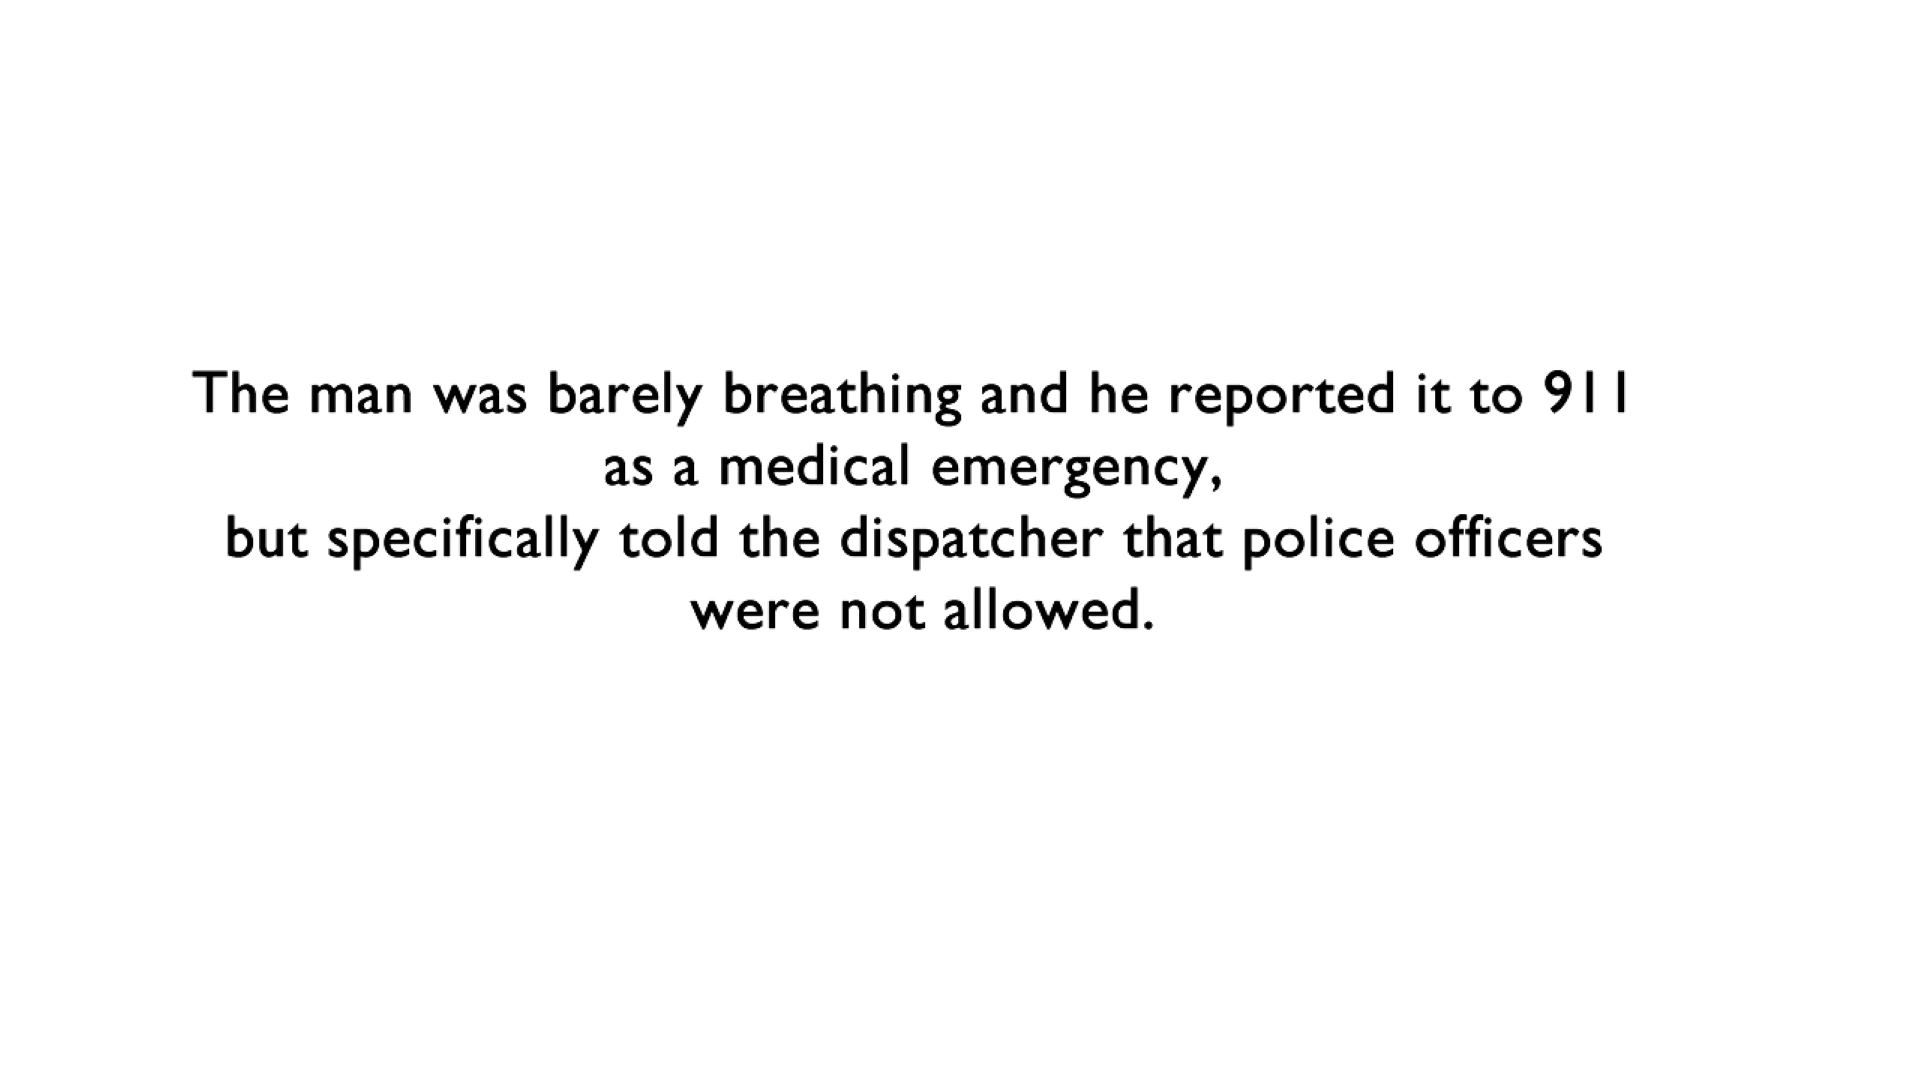 The man was barely breathing and he reported it to 911
as a medical emergency,
but specifically told the dispatcher that police officers
were not allowed.